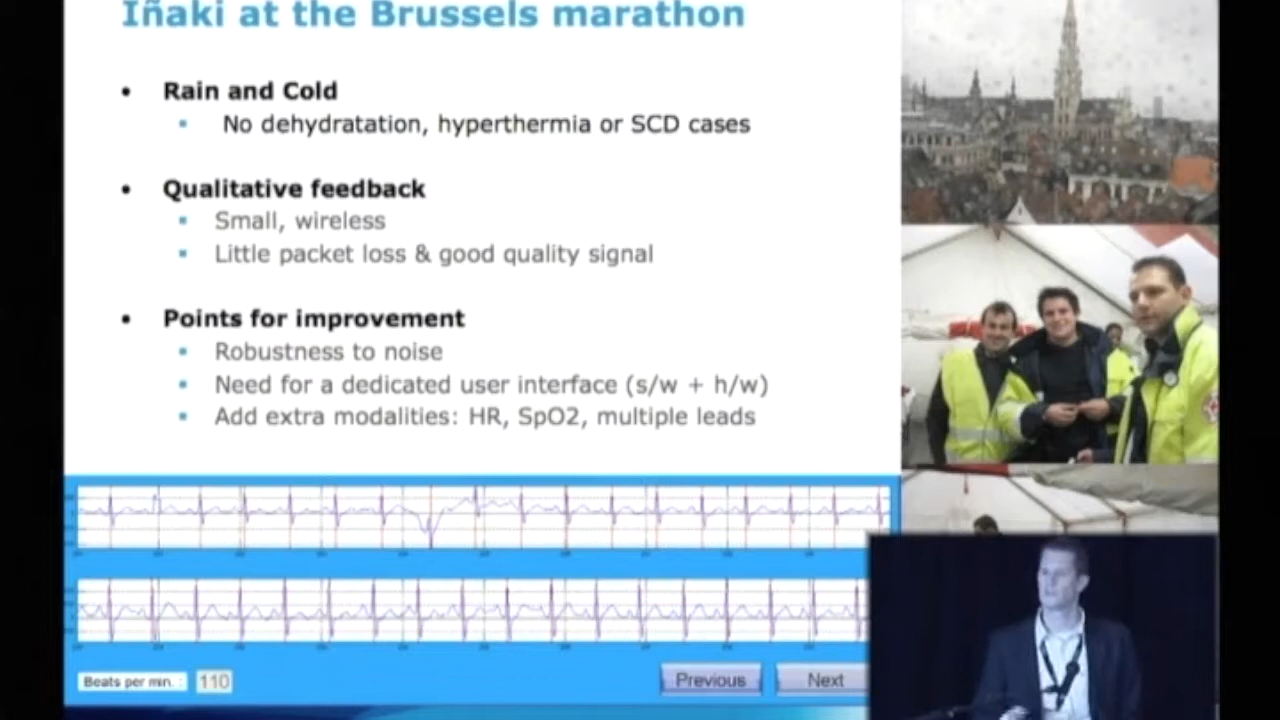 Iñaki at the Brussels marathon
• Rain and Cold
▪ No dehydratation, hyperthermia or SCD cases
• Qualitative feedback
▪ Small, wireless
▪ Little packet loss & good quality signal
• Points for improvement
▪ Robustness to noise
▪ Need for a dedicated user interface (s/w + h/w)
▪ Add extra modalities: HR, SpO2, multiple leads
Beats per min. : 110
Previous Next